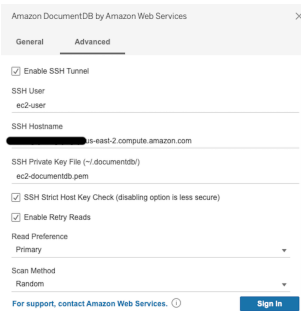 Amazon DocumentDB by Amazon Web Services
General Advanced
Enable SSH Tunnel
SSH User
ec2-user
SSH Hostname
us-east-2.compute.amazon.com
SSH Private Key File (~/.documentdb/)
ec2-documentdb.pem
SSH Strict Host Key Check (disabling option is less secure)
Enable Retry Reads
Read Preference
Primary
Scan Method
Random
For support, contact Amazon Web Services.
Sign In